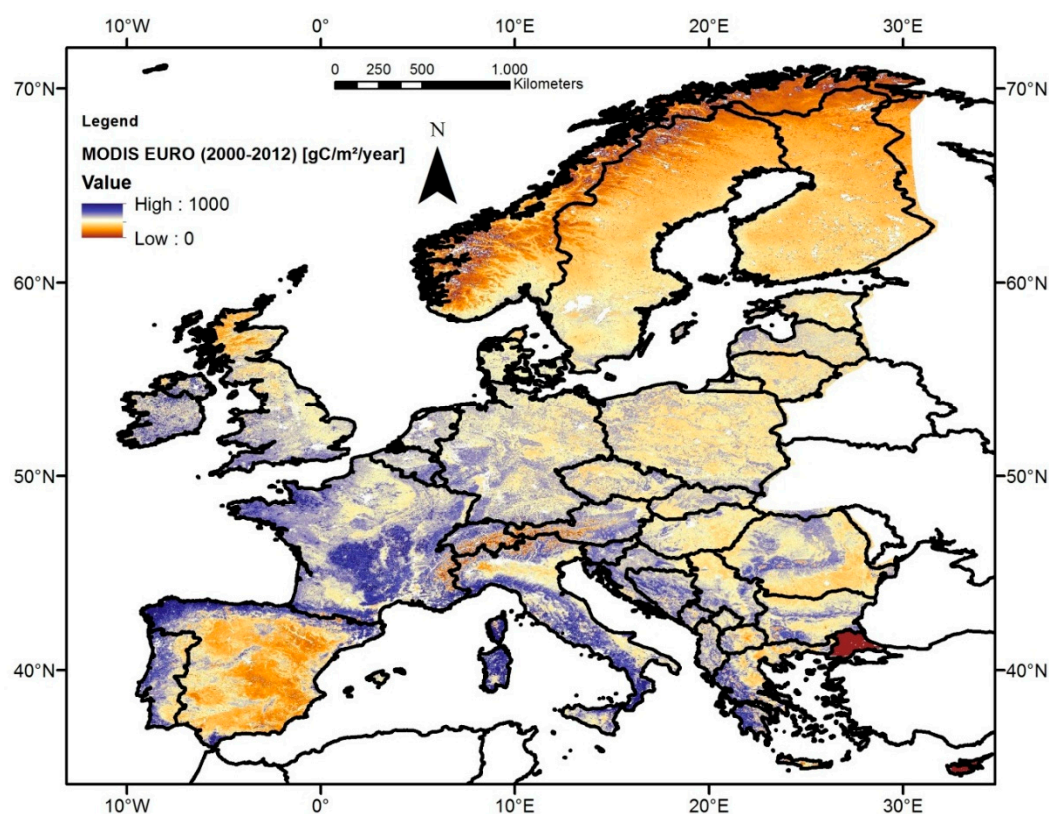 10°W 0° 10°E 20°E 30°E
0 250 500 1.000
Kilometers
70°N 70°N
Legend
N
MODIS EURO (2000-2012) [gC/m²/year]
Value
High : 1000
Low : 0
60°N 60°N
50°N 50°N
40°N 40°N
10°W 0° 10°E 20°E 30°E